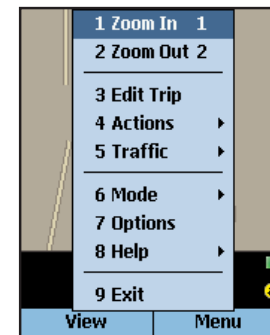 1 Zoom In 1
2 Zoom Out 2
3 Edit Trip
4 Actions
5 Traffic
6 Mode
7 Options
8 Help
9 Exit
View Menu